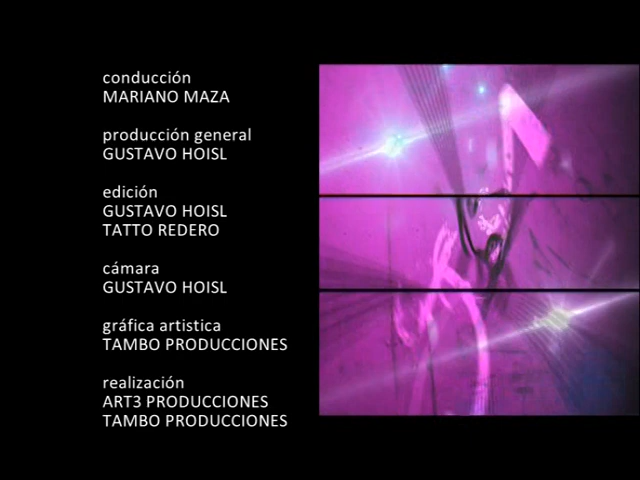 conducción
MARIANO MAZA
producción general
GUSTAVO HOISL
edición
GUSTAVO HOISL
TATTO REDERO
cámara
GUSTAVO HOISL
gráfica artistica
TAMBO PRODUCCIONES
realización
ART3 PRODUCCIONES
TAMBO PRODUCCIONES